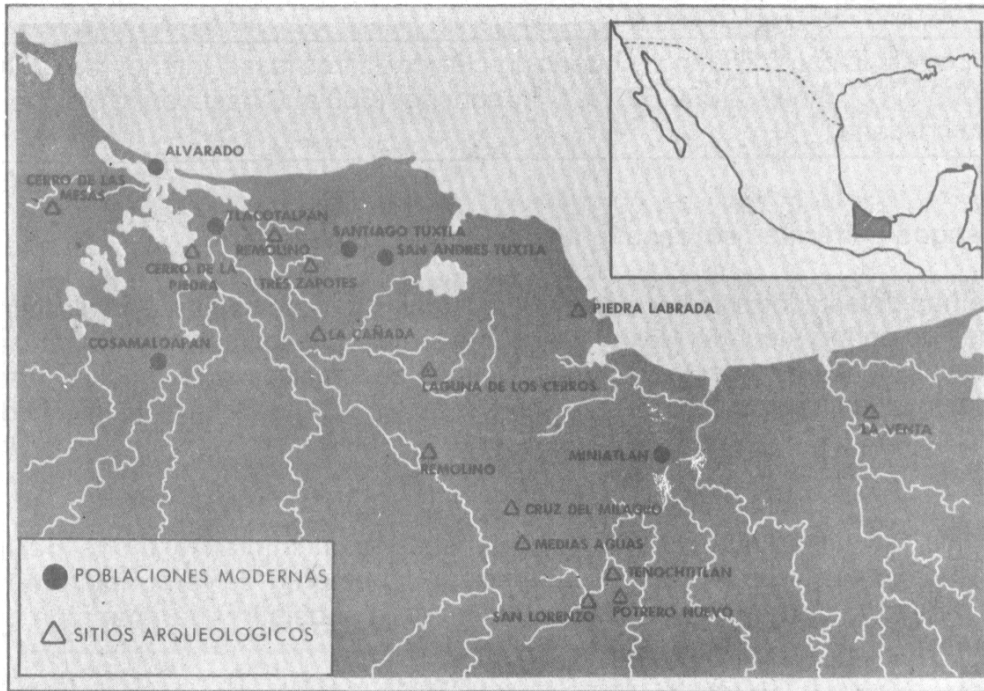 ALVARADO
CERRO DE LAS
MESAS
TLACOTALPAN
REMOLINO
SANTIAGO TUXTLA
SAN ANDRES TUXTLA
CERRO DE LA
PIEDRA
TRES ZAPOTES
PIEDRA LABRADA
LA CAÑADA
COSAMALOAPAN
LAGUNA DE LOS CERROS
LA VENTA
REMOLINO
MINIATLAN
CRUZ DEL MILAGRO
MEDIAS AGUAS
TENOCHTITLAN
SAN LORENZO
POTRERO NUEVO
POBLACIONES MODERNAS
SITIOS ARQUEOLÓGICOS